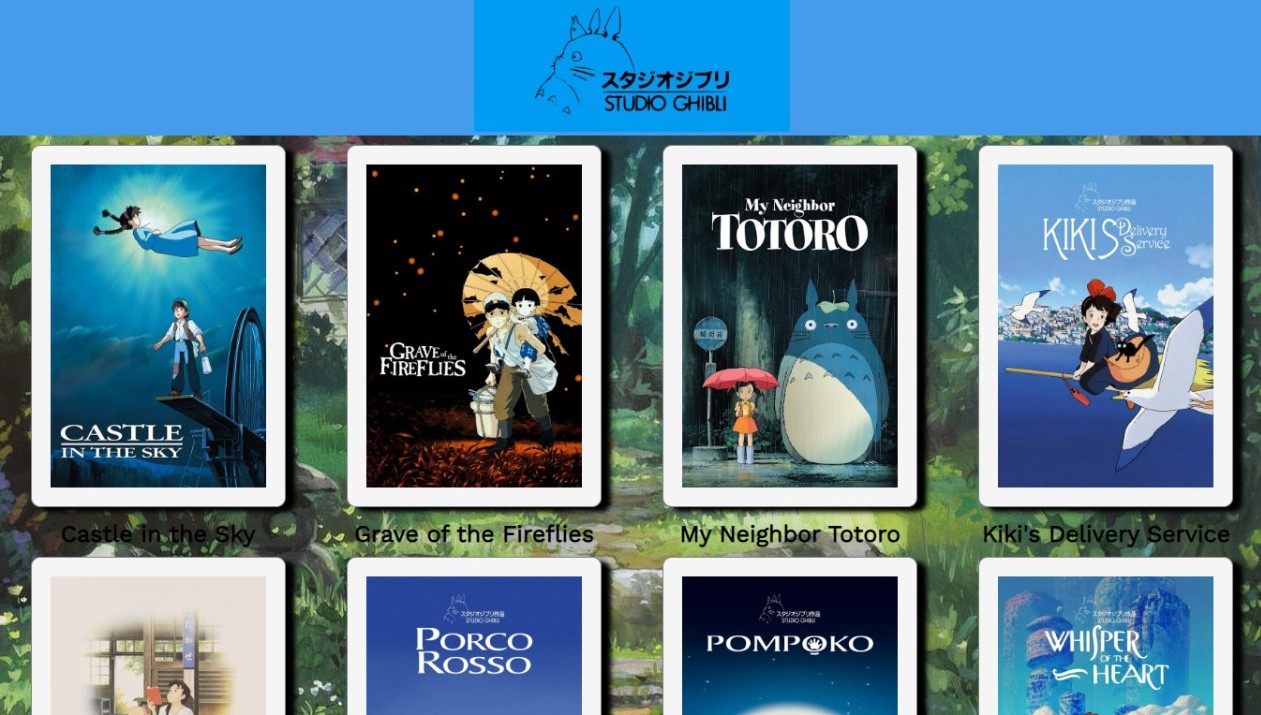 スタジオジブリ
STUDIO GHIBLI
CASTLE
IN THE SKY
GRAVE of the
FIREFLIES
My Neighbor
TOTORO
スタジオジブリ作品
STUDIO GHIBLI
KIKI'S Delivery
Service
Castle in the Sky
Grave of the Fireflies
My Neighbor Totoro
Kiki's Delivery Service
スタジオジブリ作品
STUDIO GHIBLI
PORCO
ROSSO
スタジオジブリ作品
STUDIO GHIBLI
POMPOKO
スタジオジブリ作品
STUDIO GHIBLI
WHISPER
OF THE
HEART